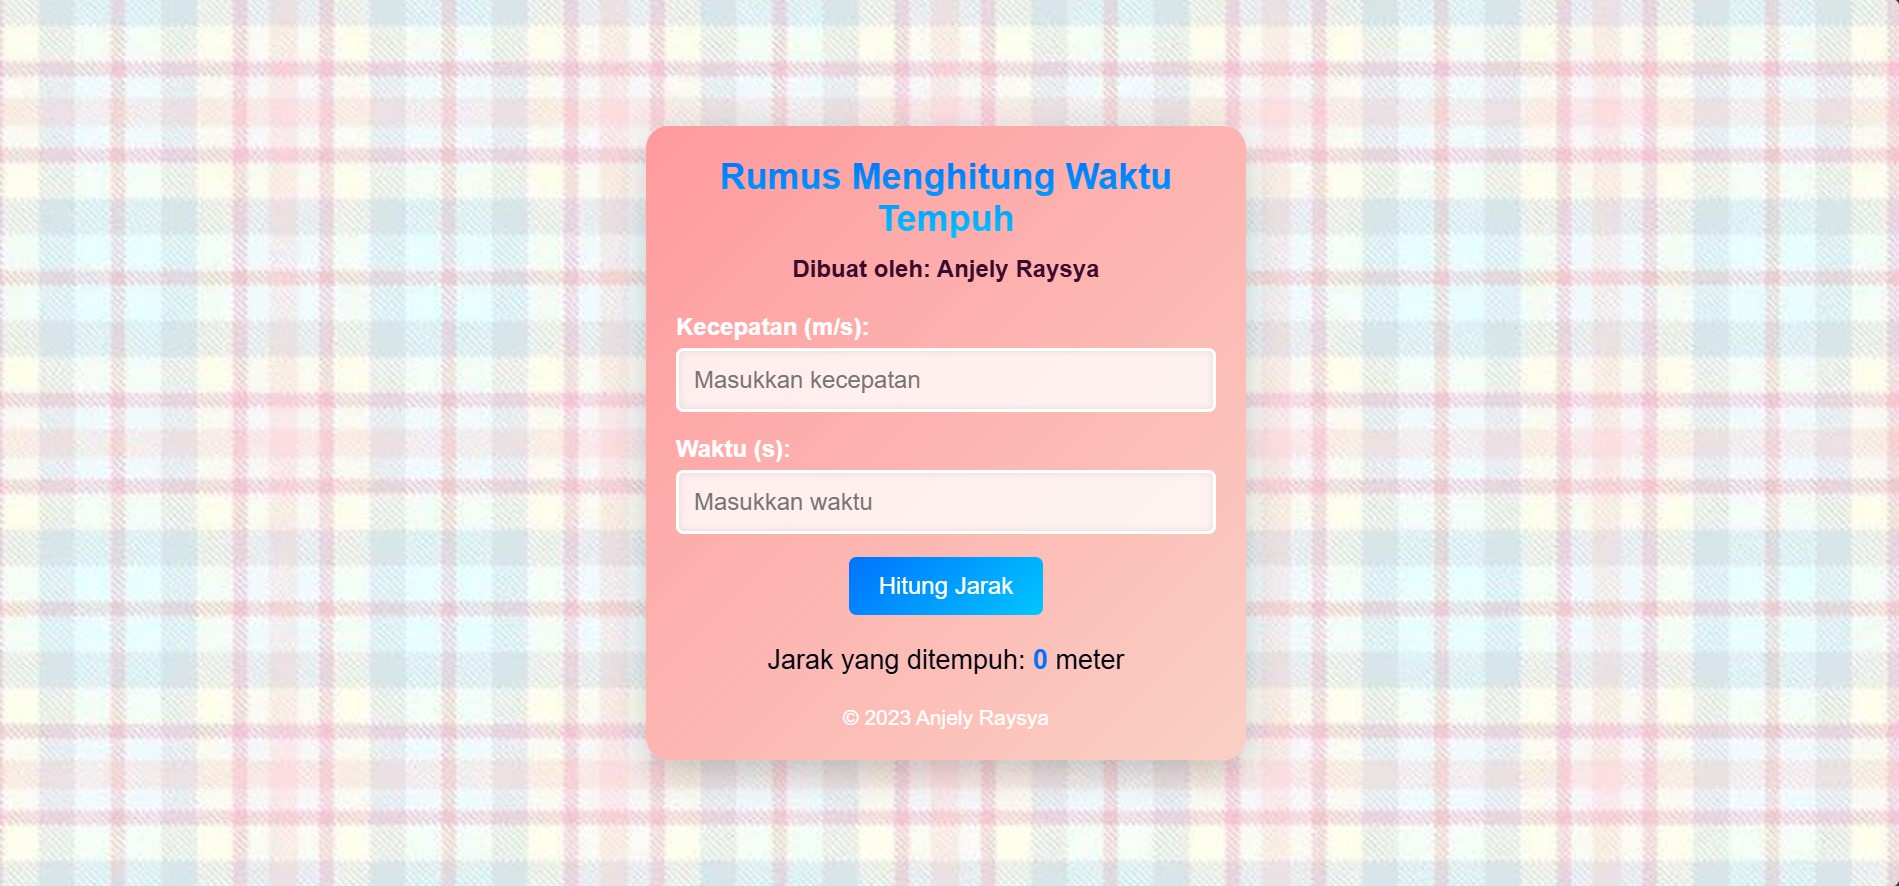 Rumus Menghitung Waktu
Tempuh
Dibuat oleh: Anjely Raysya
Kecepatan (m/s):
Masukkan kecepatan
Waktu (s):
Masukkan waktu
Hitung Jarak
Jarak yang ditempuh: 0 meter
© 2023 Anjely Raysya